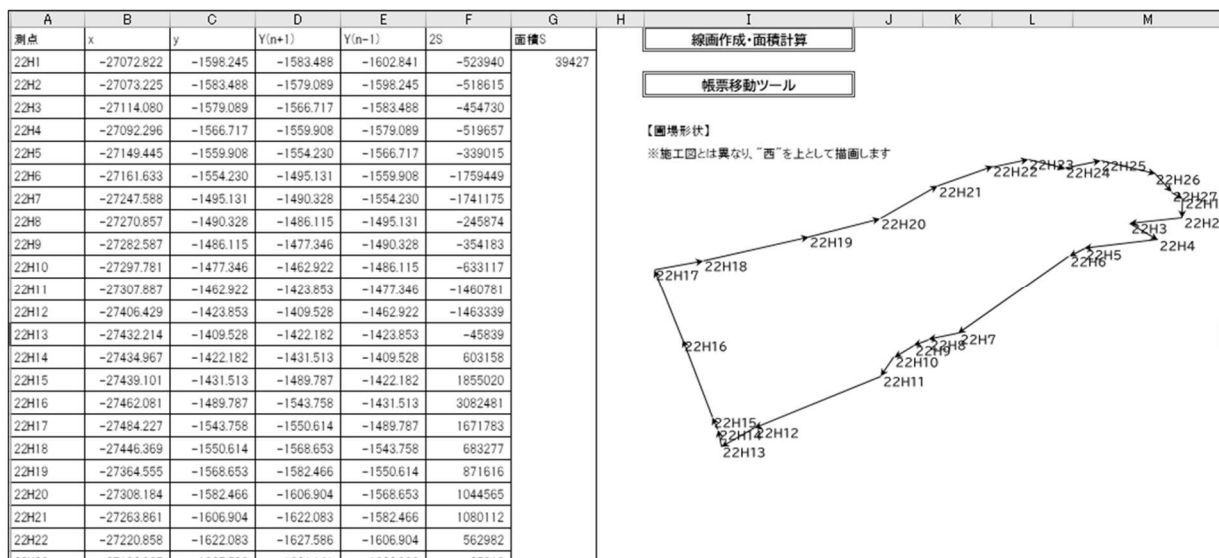 A B C D E F G H I J K L M
測点 x y Y(n+1) Y(n-1) 2S 面積S
22H1 -27072.822 -1598.245 -1583.488 -1602.841 -523940 39427
22H2 -27073.225 -1583.488 -1579.089 -1598.245 -518615
22H3 -27114.080 -1579.089 -1566.717 -1583.488 -454730
22H4 -27092.296 -1566.717 -1559.908 -1579.089 -519657
22H5 -27149.445 -1559.908 -1554.230 -1566.717 -339015
22H6 -27161.633 -1554.230 -1495.131 -1559.908 -1759449
22H7 -27247.588 -1495.131 -1490.328 -1554.230 -1741175
22H8 -27270.857 -1490.328 -1486.115 -1495.131 -245874
22H9 -27282.587 -1486.115 -1477.346 -1490.328 -354183
22H10 -27297.781 -1477.346 -1462.922 -1486.115 -633117
22H11 -27307.887 -1462.922 -1423.853 -1477.346 -1460781
22H12 -27406.429 -1423.853 -1409.528 -1462.922 -1463339
22H13 -27432.214 -1409.528 -1422.182 -1423.853 -45839
22H14 -27434.967 -1422.182 -1431.513 -1409.528 603158
22H15 -27439.101 -1431.513 -1489.787 -1422.182 1855020
22H16 -27462.081 -1489.787 -1543.758 -1431.513 3082481
22H17 -27484.227 -1543.758 -1550.614 -1489.787 1671783
22H18 -27446.369 -1550.614 -1568.653 -1543.758 683277
22H19 -27364.555 -1568.653 -1582.466 -1550.614 871616
22H20 -27308.184 -1582.466 -1606.904 -1568.653 1044565
22H21 -27263.861 -1606.904 -1622.083 -1582.466 1080112
22H22 -27220.858 -1622.083 -1627.586 -1606.904 562982
線画作成・面積計算
帳票移動ツール
【圃場形状】
※施工図とは異なり、"西"を上として描画します
22H22
22H23
22H24
22H25
22H26
22H27
22H1
22H2
22H3
22H4
22H5
22H6
22H21
22H20
22H19
22H18
22H17
22H16
22H7
22H8
22H9
22H10
22H11
22H15
22H14
22H12
22H13